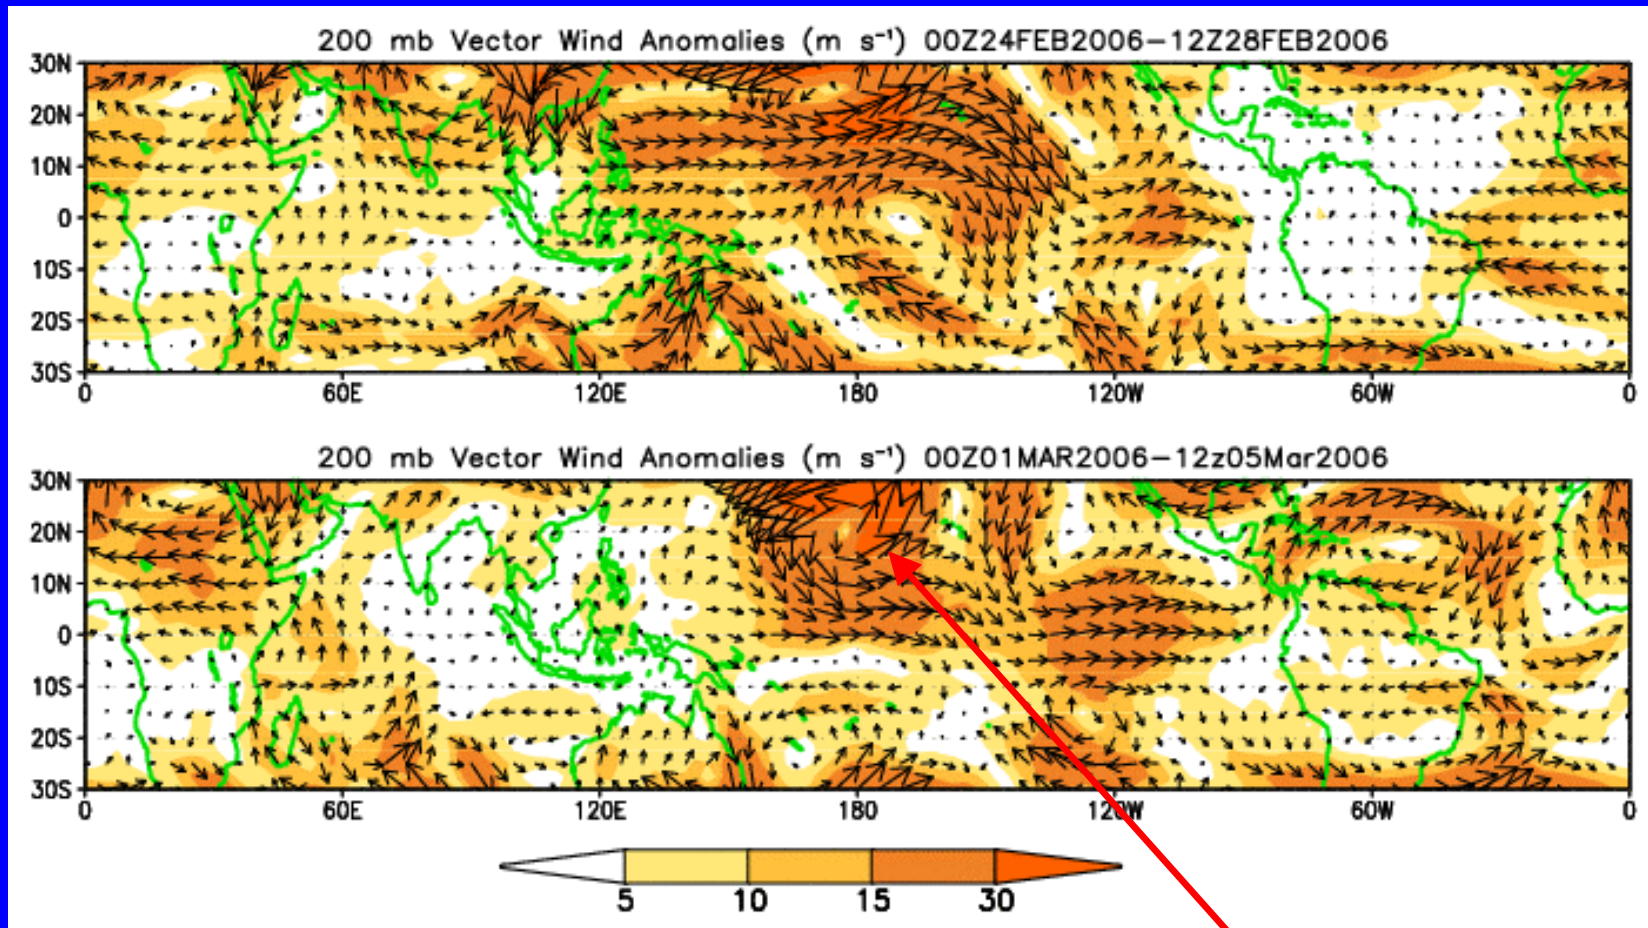 200 mb Vector Wind Anomalies (m s⁻¹) 00Z24FEB2006–12Z28FEB2006
30N
20N
10N
0
10S
20S
30S
0 60E 120E 180 120W 60W 0
200 mb Vector Wind Anomalies (m s⁻¹) 00Z01MAR2006–12z05Mar2006
30N
20N
10N
0
10S
20S
30S
0 60E 120E 180 120W 60W 0
5 10 15 30